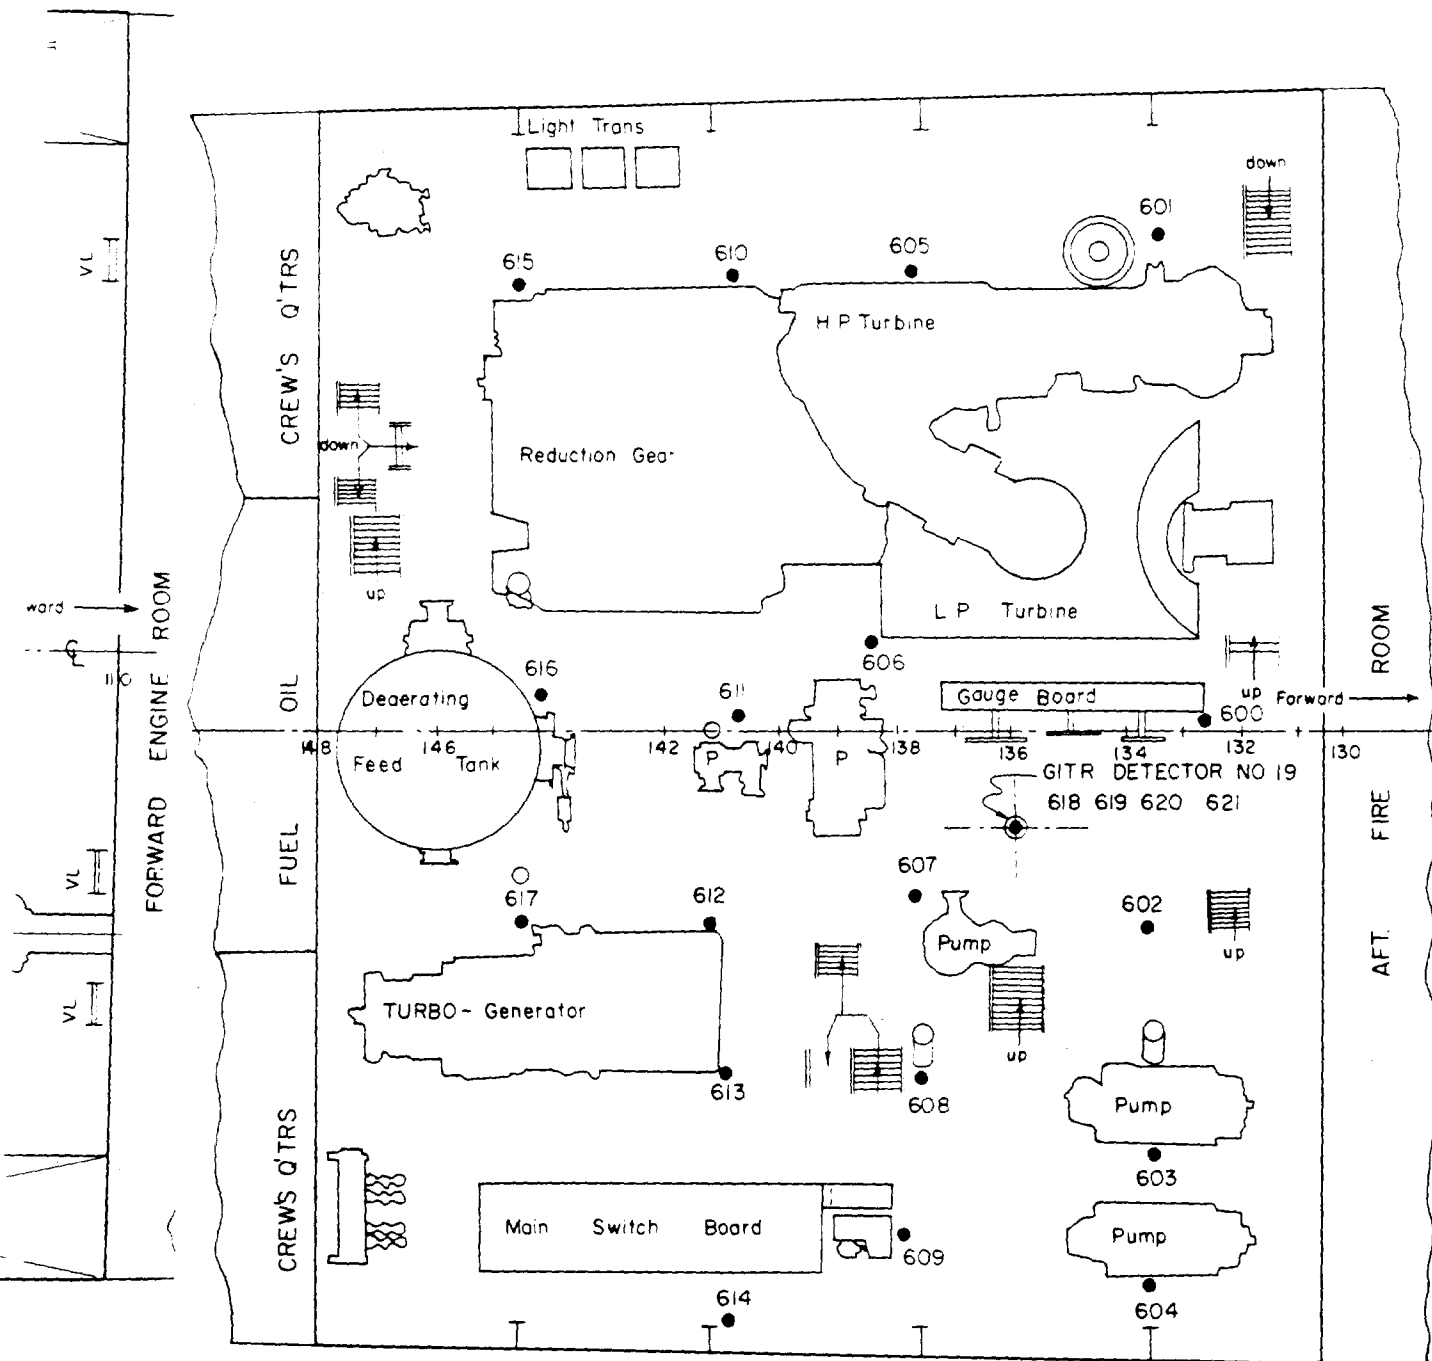 Light Trans
down
601
615
610
605
VL
CREW'S Q'TRS
H P Turbine
down
Reduction Gear
up
ward
FORWARD ENGINE ROOM
L P Turbine
AFT. FIRE ROOM
606
616
611
up
Deaerating
Gauge Board
Forward
600
OIL
110
148 146 142 140 138 136 134 132 130
Feed Tank
P
P
GITR DETECTOR NO 19
618 619 620 621
FUEL
VL
607
617
612
602
Pump
up
VL
TURBO - Generator
up
613
608
Pump
CREW'S Q'TRS
603
Main Switch Board
Pump
609
614
604